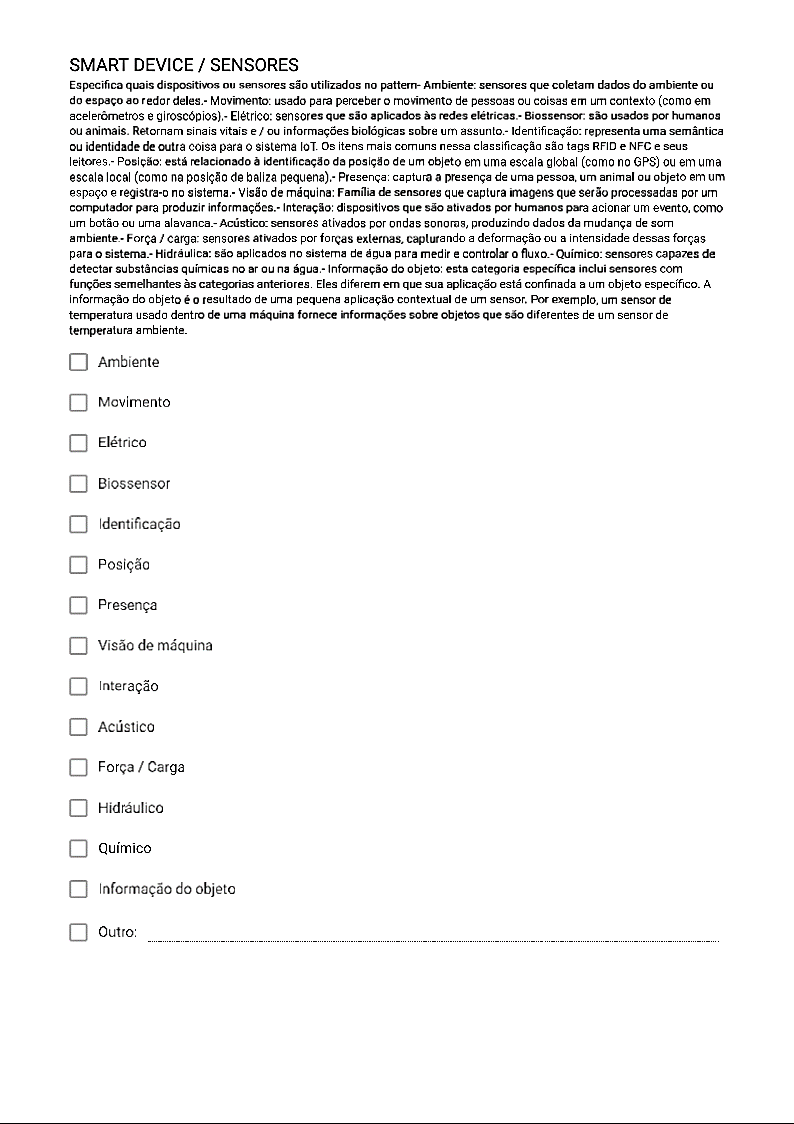 SMART DEVICE / SENSORES
Especifica quais dispositivos ou sensores são utilizados no pattern- Ambiente: sensores que coletam dados do ambiente ou
do espaço ao redor deles.- Movimento: usado para perceber o movimento de pessoas ou coisas em um contexto (como em
acelerômetros e giroscópios).- Elétrico: sensores que são aplicados às redes elétricas.- Biossensor: são usados por humanos
ou animais. Retornam sinais vitais e / ou informações biológicas sobre um assunto.- Identificação: representa uma semântica
ou identidade de outra coisa para o sistema IoT. Os itens mais comuns nessa classificação são tags RFID e NFC e seus
leitores.- Posição: está relacionado à identificação da posição de um objeto em uma escala global (como no GPS) ou em uma
escala local (como na posição de baliza pequena).- Presença: captura a presença de uma pessoa, um animal ou objeto em um
espaço e registra-o no sistema.- Visão de máquina: Família de sensores que captura imagens que serão processadas por um
computador para produzir informações.- Interação: dispositivos que são ativados por humanos para acionar um evento, como
um botão ou uma alavanca.- Acústico: sensores ativados por ondas sonoras, produzindo dados da mudança de som
ambiente.- Força / carga: sensores ativados por forças externas, capturando a deformação ou a intensidade dessas forças
para o sistema.- Hidráulica: são aplicados no sistema de água para medir e controlar o fluxo.- Químico: sensores capazes de
detectar substâncias químicas no ar ou na água.- Informação do objeto: esta categoria específica inclui sensores com
funções semelhantes às categorias anteriores. Eles diferem em que sua aplicação está confinada a um objeto específico. A
informação do objeto é o resultado de uma pequena aplicação contextual de um sensor. Por exemplo, um sensor de
temperatura usado dentro de uma máquina fornece informações sobre objetos que são diferentes de um sensor de
temperatura ambiente.
Ambiente
Movimento
Elétrico
Biossensor
Identificação
Posição
Presença
Visão de máquina
Interação
Acústico
Força / Carga
Hidráulico
Químico
Informação do objeto
Outro: